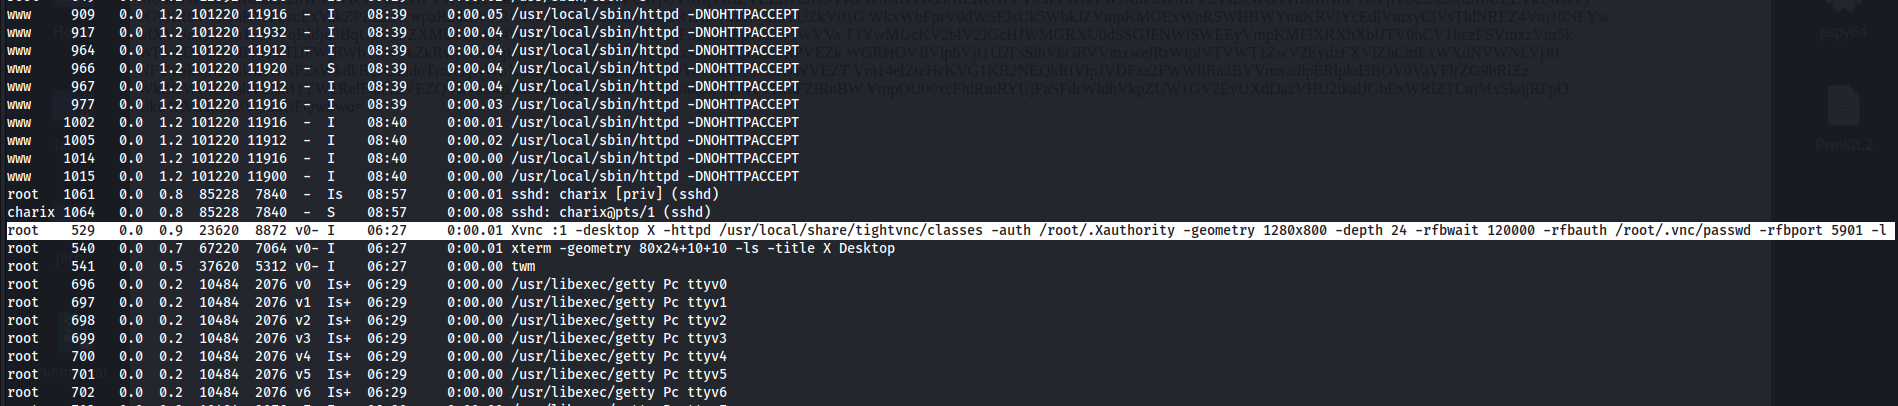 www 909 0.0 1.2 101220 11916 - I 08:39 0:00.05 /usr/local/sbin/httpd -DNOHTTPACCEPT
www 917 0.0 1.2 101220 11932 - I 08:39 0:00.04 /usr/local/sbin/httpd -DNOHTTPACCEPT
www 964 0.0 1.2 101220 11912 - I 08:39 0:00.04 /usr/local/sbin/httpd -DNOHTTPACCEPT
www 966 0.0 1.2 101220 11920 - S 08:39 0:00.04 /usr/local/sbin/httpd -DNOHTTPACCEPT
www 967 0.0 1.2 101220 11912 - I 08:39 0:00.04 /usr/local/sbin/httpd -DNOHTTPACCEPT
www 977 0.0 1.2 101220 11916 - I 08:39 0:00.03 /usr/local/sbin/httpd -DNOHTTPACCEPT
www 1002 0.0 1.2 101220 11916 - I 08:40 0:00.01 /usr/local/sbin/httpd -DNOHTTPACCEPT
www 1005 0.0 1.2 101220 11912 - I 08:40 0:00.02 /usr/local/sbin/httpd -DNOHTTPACCEPT
www 1014 0.0 1.2 101220 11916 - I 08:40 0:00.00 /usr/local/sbin/httpd -DNOHTTPACCEPT
www 1015 0.0 1.2 101220 11900 - I 08:40 0:00.00 /usr/local/sbin/httpd -DNOHTTPACCEPT
root 1061 0.0 0.8 85228 7840 - Is 08:57 0:00.01 sshd: charix [priv] (sshd)
charix 1064 0.0 0.8 85228 7840 - S 08:57 0:00.08 sshd: charix@pts/1 (sshd)
root 529 0.0 0.9 23620 8872 v0- I 06:27 0:00.01 Xvnc :1 -desktop X -httpd /usr/local/share/tightvnc/classes -auth /root/.Xauthority -geometry 1280x800 -depth 24 -rfbwait 120000 -rfbauth /root/.vnc/passwd -rfbport 5901 -l
root 540 0.0 0.7 67220 7064 v0- I 06:27 0:00.01 xterm -geometry 80x24+10+10 -ls -title X Desktop
root 541 0.0 0.5 37620 5312 v0- I 06:27 0:00.00 twm
root 696 0.0 0.2 10484 2076 v0 Is+ 06:29 0:00.00 /usr/libexec/getty Pc ttyv0
root 697 0.0 0.2 10484 2076 v1 Is+ 06:29 0:00.00 /usr/libexec/getty Pc ttyv1
root 698 0.0 0.2 10484 2076 v2 Is+ 06:29 0:00.00 /usr/libexec/getty Pc ttyv2
root 699 0.0 0.2 10484 2076 v3 Is+ 06:29 0:00.00 /usr/libexec/getty Pc ttyv3
root 700 0.0 0.2 10484 2076 v4 Is+ 06:29 0:00.00 /usr/libexec/getty Pc ttyv4
root 701 0.0 0.2 10484 2076 v5 Is+ 06:29 0:00.00 /usr/libexec/getty Pc ttyv5
root 702 0.0 0.2 10484 2076 v6 Is+ 06:29 0:00.00 /usr/libexec/getty Pc ttyv6
pspy64
PwnKit.2